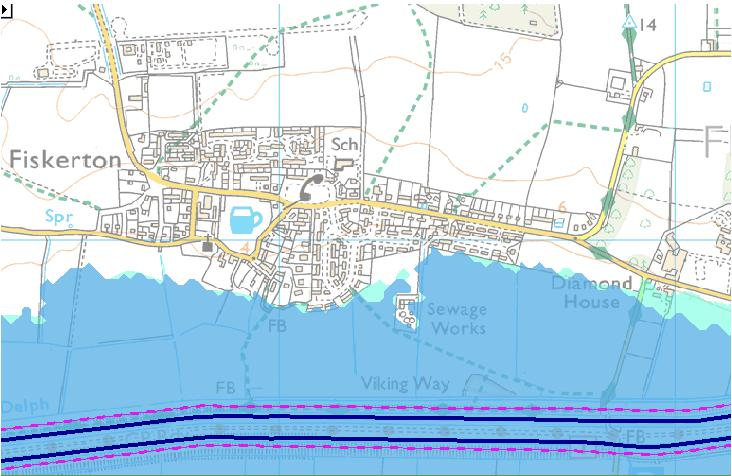 14
15
Sch
Fiskerton
F
6
Spr
4
Diamond
House
Sewage
Works
FB
Viking Way
FB
Delph
FB